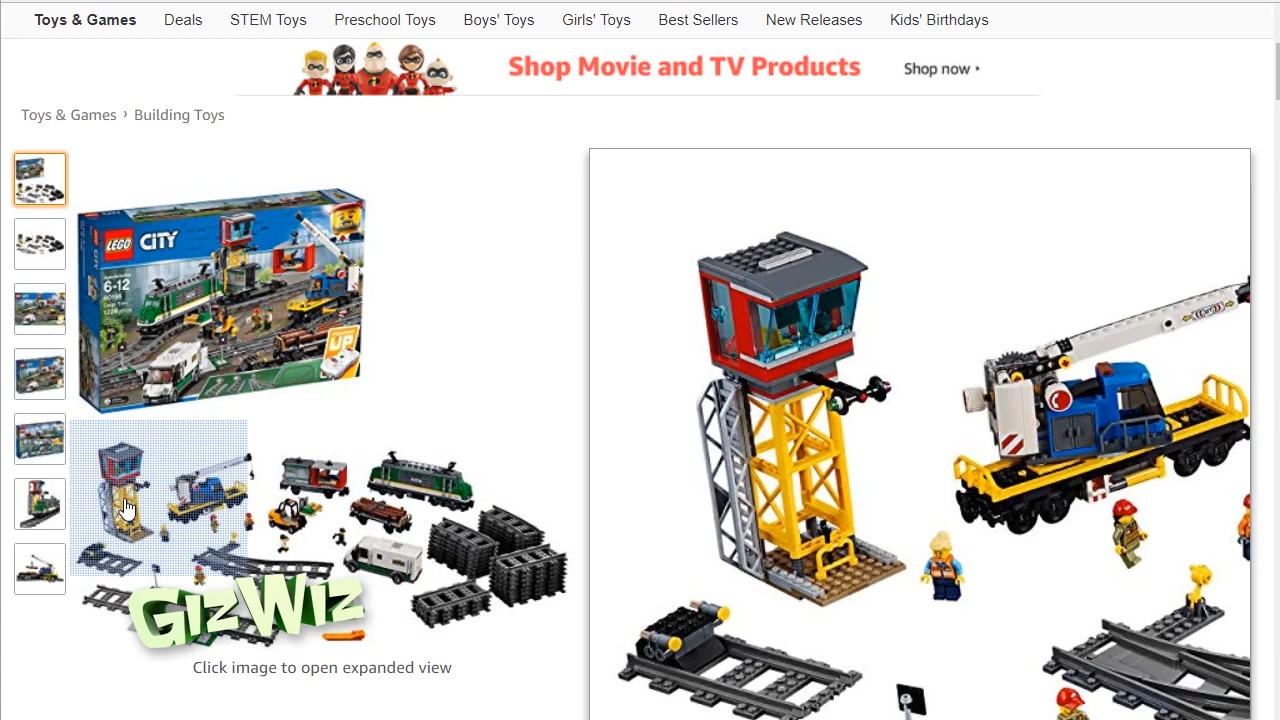 Toys & Games Deals STEM Toys Preschool Toys Boys' Toys Girls' Toys Best Sellers New Releases Kids' Birthdays
Shop Movie and TV Products Shop now
Toys & Games › Building Toys
LEGO CITY
6-12
60198
UP
GizWiz
Click image to open expanded view